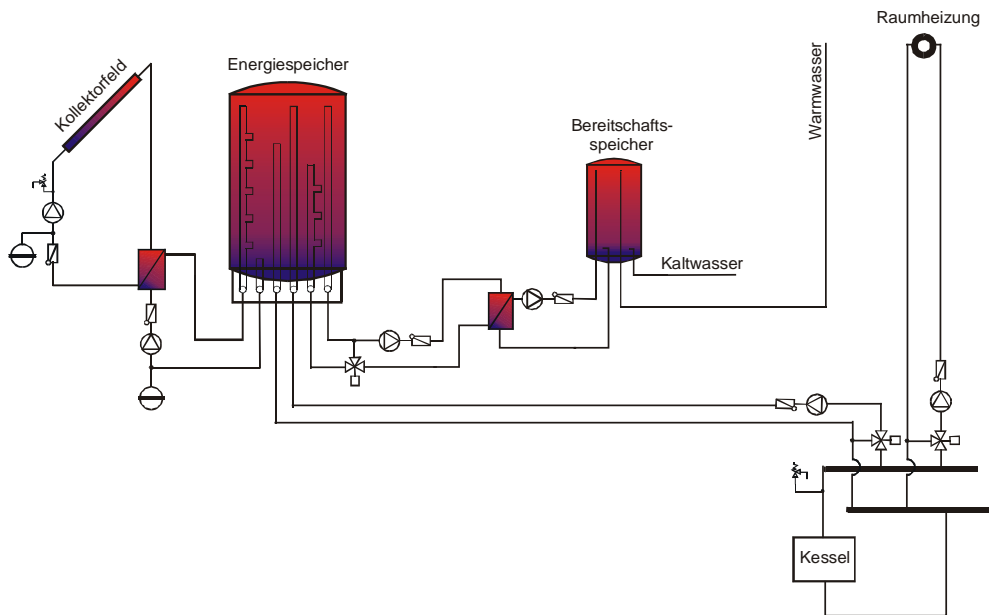 Raumheizung
Kollektorfeld
Energiespeicher
Warmwasser
Bereitschafts-
speicher
Kaltwasser
Kessel